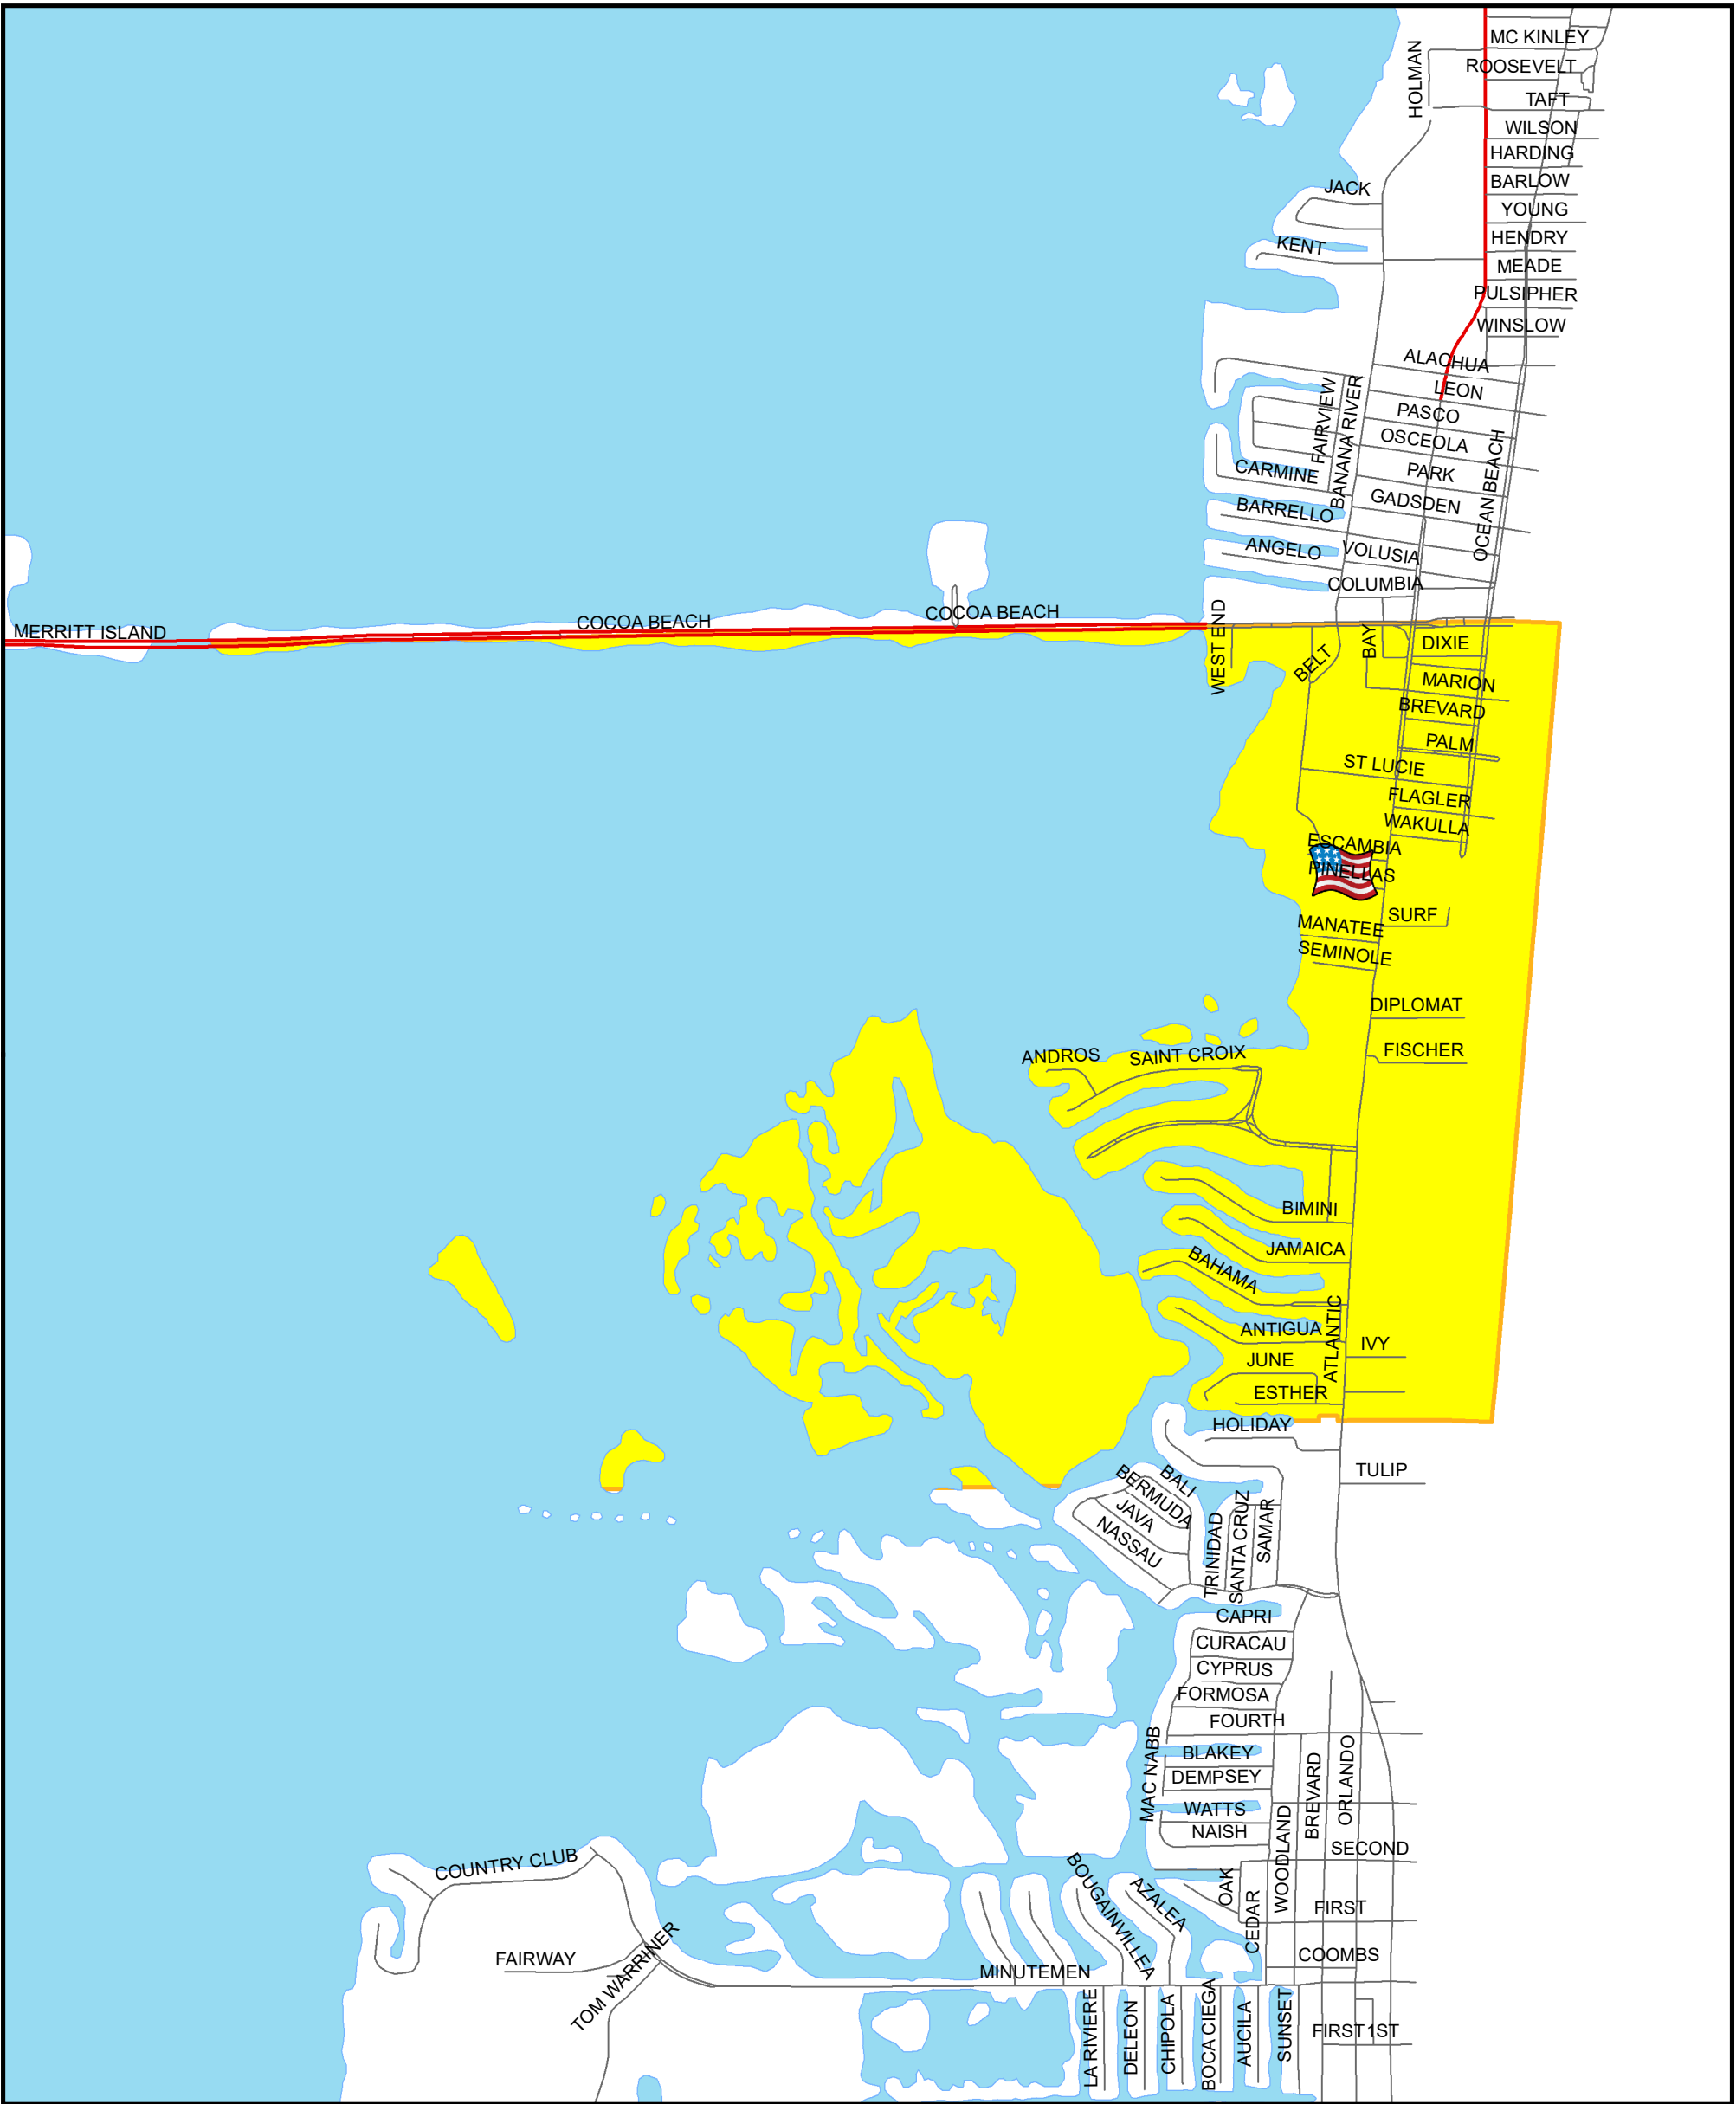 MC KINLEY
HOLMAN
ROOSEVELT
TAFT
WILSON
HARDING
BARLOW
JACK
YOUNG
HENDRY
KENT
MEADE
PULSIPHER
WINSLOW
ALACHUA
LEON
FAIRVIEW
BANANA RIVER
PASCO
OSCEOLA
OCEAN BEACH
CARMINE
PARK
GADSDEN
BARRELLO
ANGELO
VOLUSIA
COLUMBIA
MERRITT ISLAND
COCOA BEACH
COCOA BEACH
WEST END
BELT
BAY
DIXIE
MARION
BREVARD
PALM
ST LUCIE
FLAGLER
WAKULLA
ESCAMBIA
PINELLAS
SURF
MANATEE
SEMINOLE
DIPLOMAT
FISCHER
ANDROS
SAINT CROIX
BIMINI
JAMAICA
BAHAMA
ATLANTIC
ANTIGUA
IVY
JUNE
ESTHER
HOLIDAY
TULIP
BALI
BERMUDA
JAVA
NASSAU
TRINIDAD
SANTA CRUZ
SAMAR
CAPRI
CURACAU
CYPRUS
FORMOSA
FOURTH
MAC NABB
BLAKEY
DEMPSEY
WATTS
NAISH
WOODLAND
BREVARD
ORLANDO
SECOND
COUNTRY CLUB
BOUGAINVILLEA
AZALEA
OAK
CEDAR
FIRST
FAIRWAY
TOM WARRINER
COOMBS
MINUTEMEN
LA RIVIERE
DELEON
CHIPOLA
BOCA CIEGA
AUCILA
SUNSET
FIRST 1ST